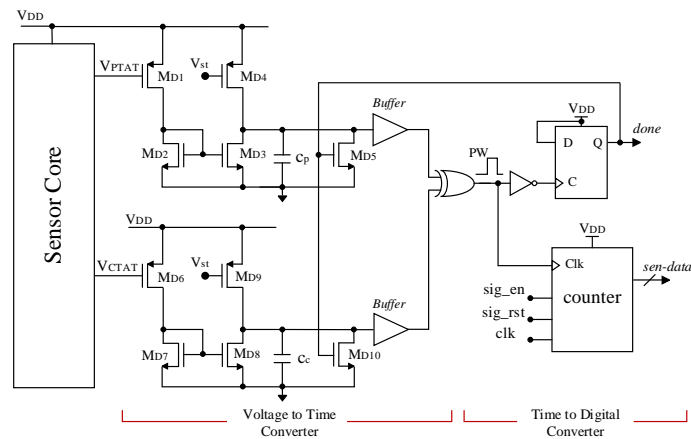 VDD
Sensor Core
VPTAT
MD1
Vst
MD4
MD2
MD3
cp
MD5
Buffer
PW
VDD
D
Q
C
done
VDD
VCTAT
MD6
Vst
MD9
MD7
MD8
cc
MD10
Buffer
VDD
Clk
counter
sen-data
sig_en
sig_rst
clk
Voltage to Time
Converter
Time to Digital
Converter